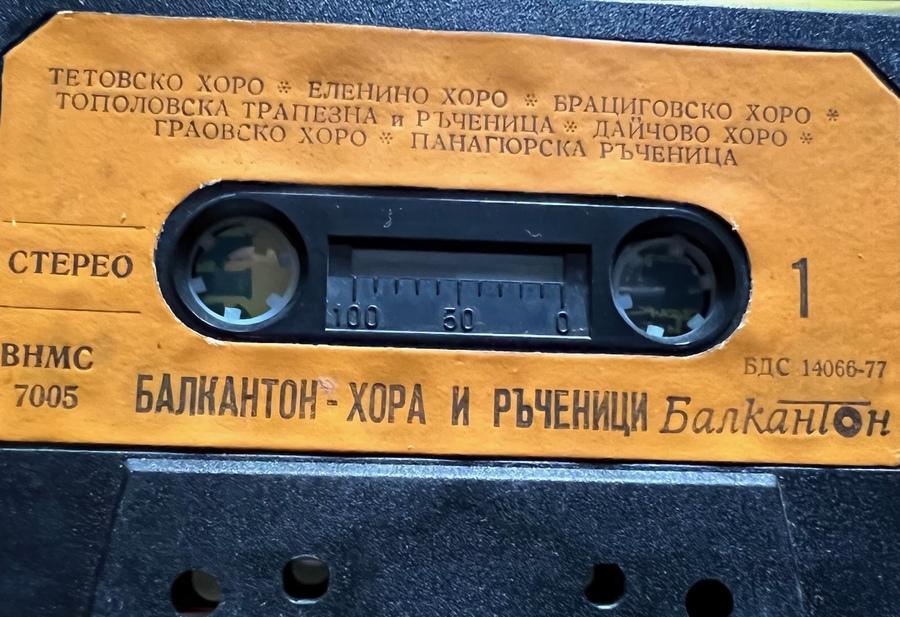 ТЕТОВСКО ХОРО * ЕЛЕНИНО ХОРО * БРАЦИГОВСКО ХОРО *
ТОПОЛОВСКА ТРАПЕЗНА и РЪЧЕНИЦА * ДАЙЧОВО ХОРО *
ГРАОВСКО ХОРО * ПАНАГЮРСКА РЪЧЕНИЦА
СТЕРЕО
100 50 0
1
ВНМС
7005
БДС 14066-77
БАЛКАНТОН - ХОРА И РЪЧЕНИЦИ
Балкантон